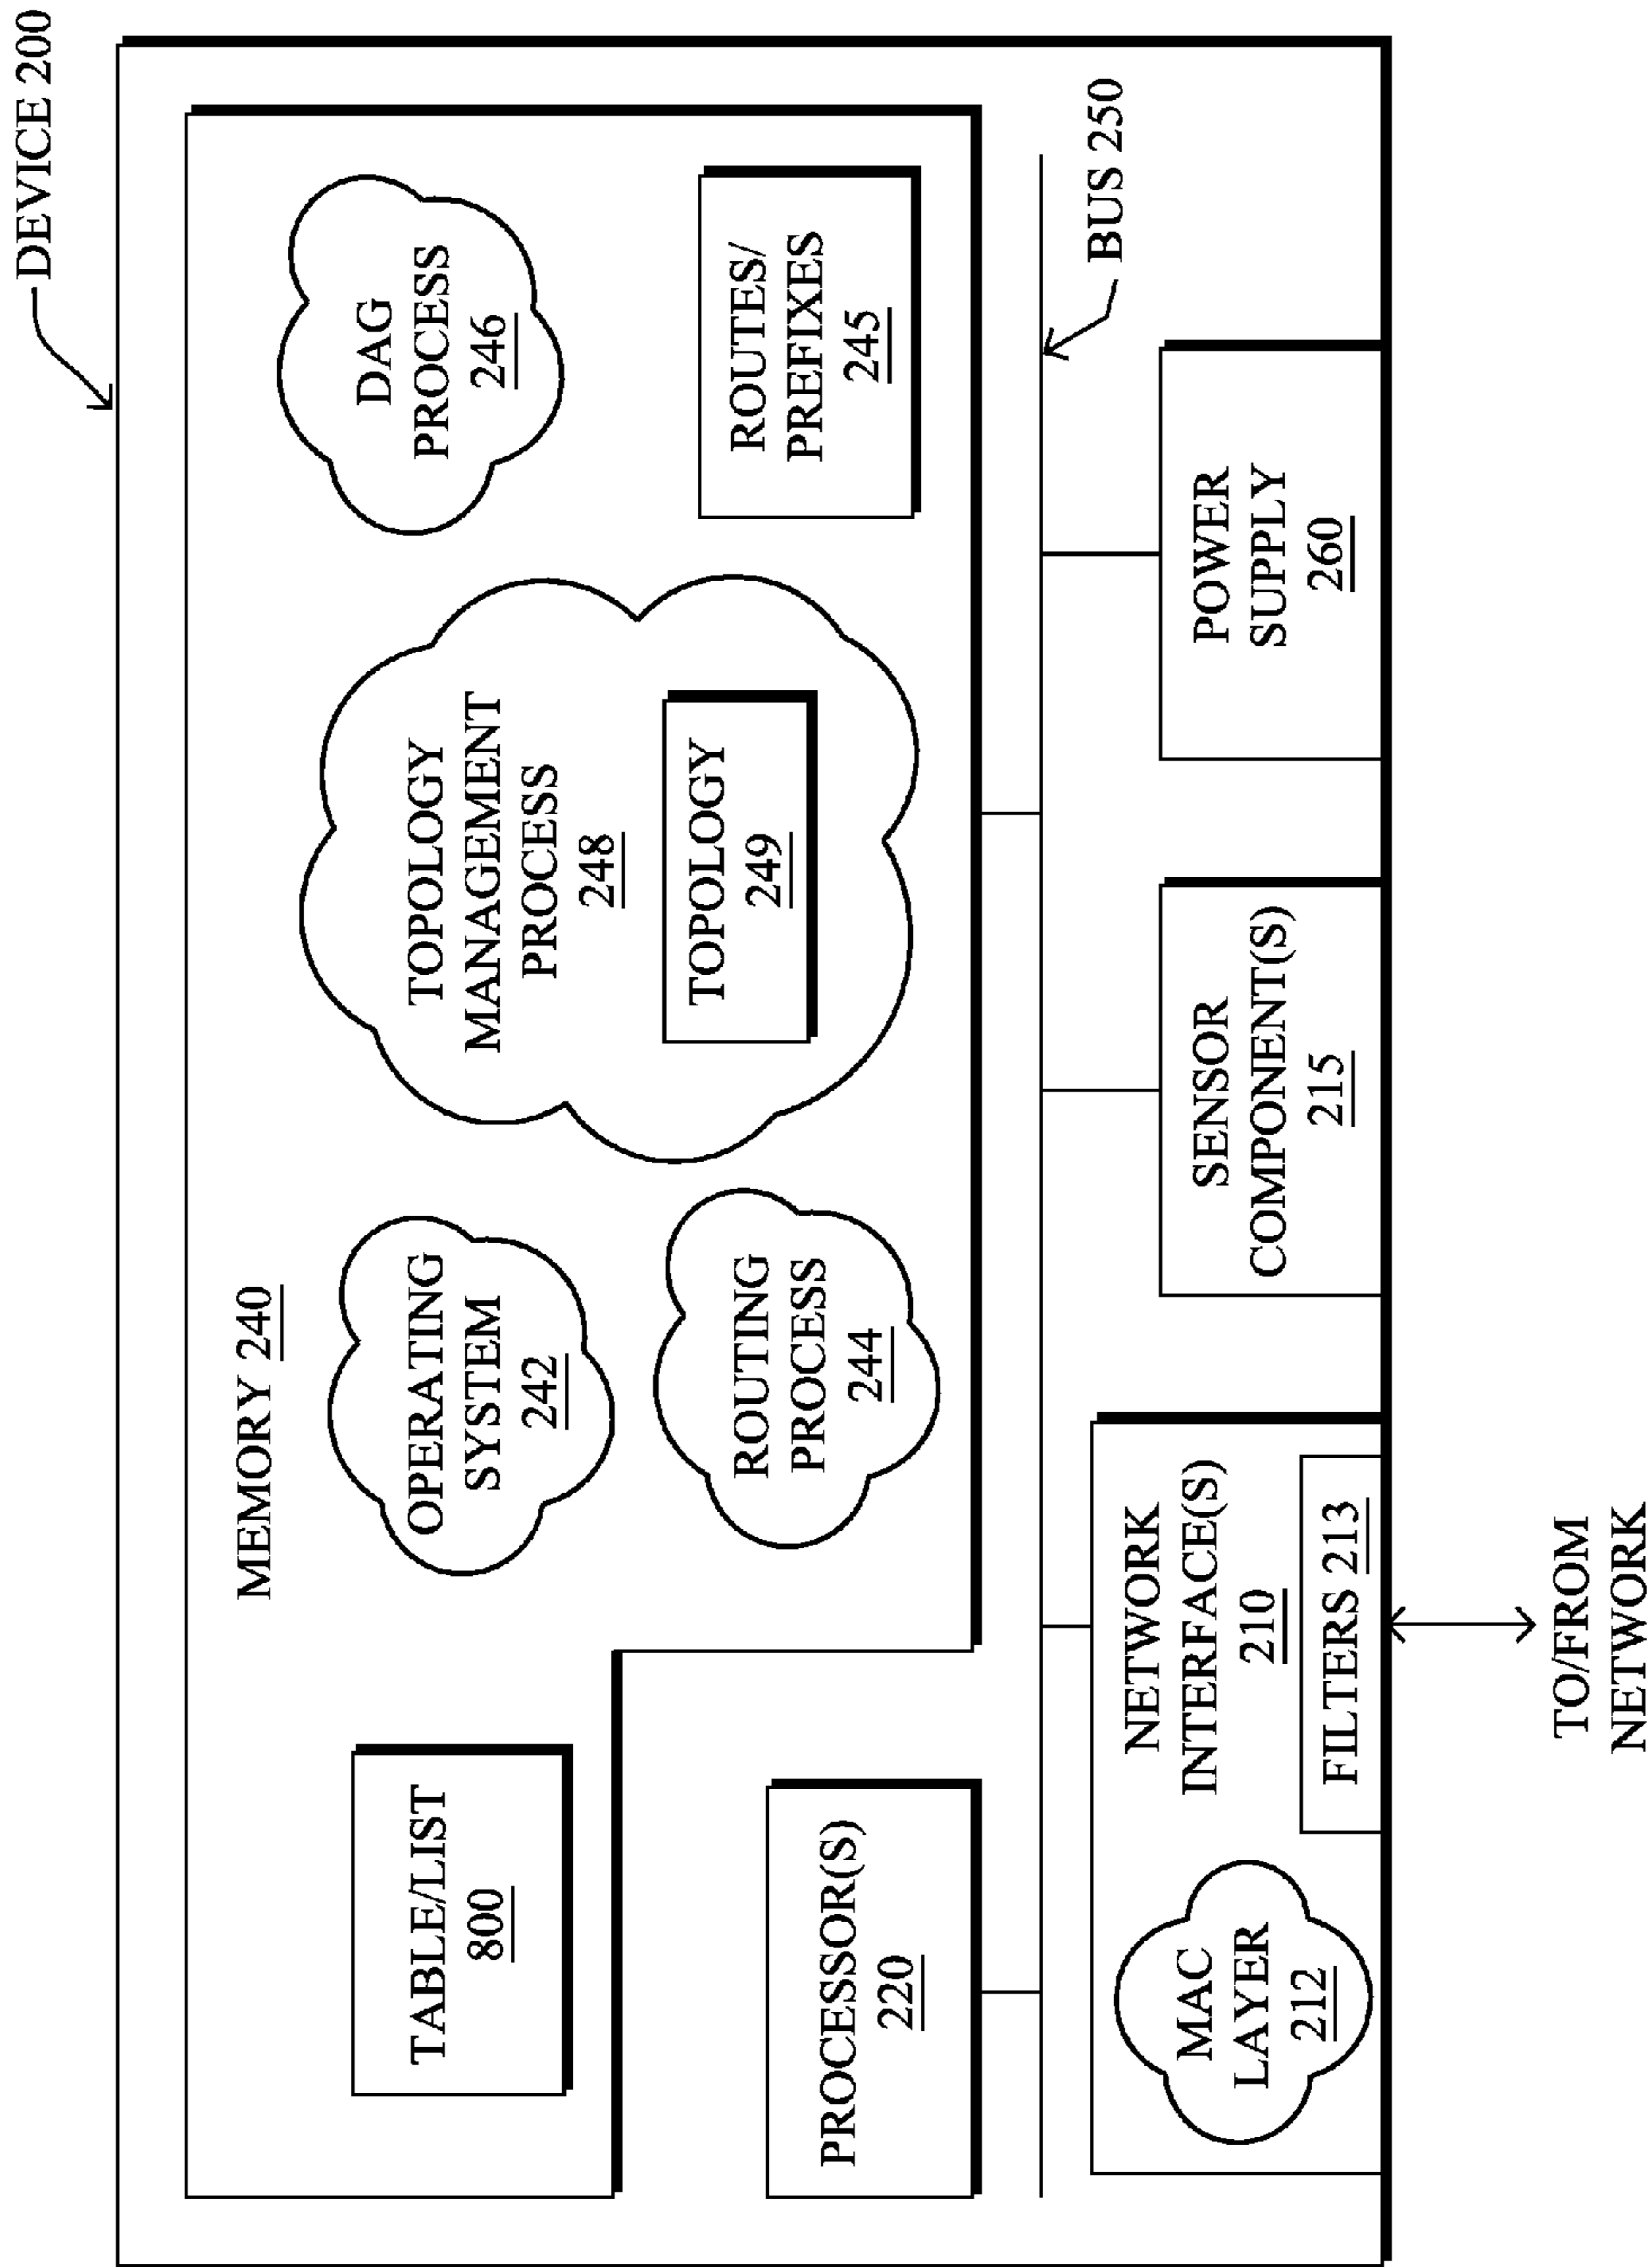 DEVICE 200
MEMORY 240
TABLE/LIST
800
OPERATING
SYSTEM
242
TOPOLOGY
MANAGEMENT
PROCESS
248
DAG
PROCESS
246
ROUTING
PROCESS
244
TOPOLOGY
249
ROUTES/
PREFIXES
245
PROCESSOR(S)
220
BUS 250
NETWORK
INTERFACE(S)
210
MAC
LAYER
212
FILTERS 213
SENSOR
COMPONENT(S)
215
POWER
SUPPLY
260
TO/FROM
NETWORK